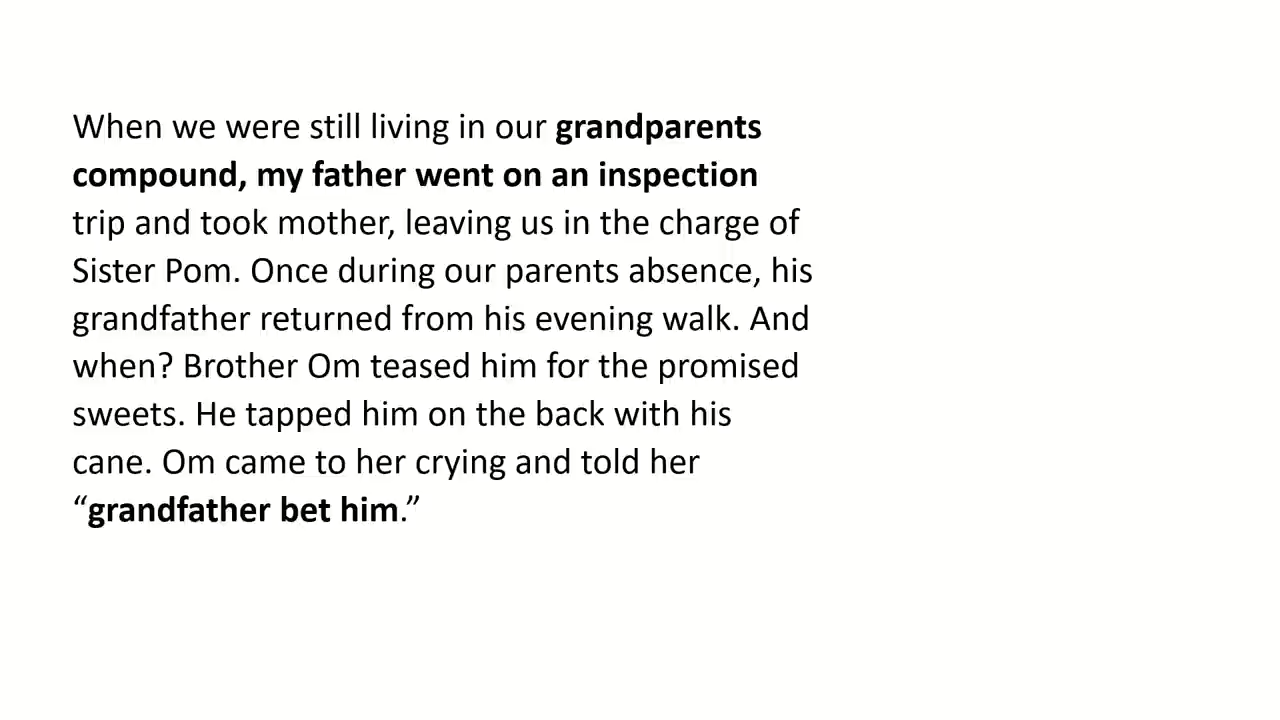 When we were still living in our grandparents
compound, my father went on an inspection
trip and took mother, leaving us in the charge of
Sister Pom. Once during our parents absence, his
grandfather returned from his evening walk. And
when? Brother Om teased him for the promised
sweets. He tapped him on the back with his
cane. Om came to her crying and told her
“grandfather bet him.”